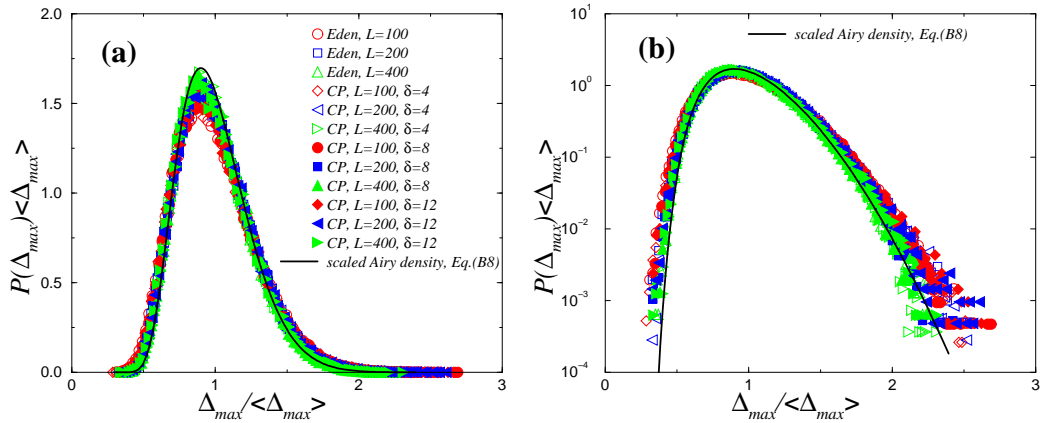 (a)
Eden, L=100
Eden, L=200
Eden, L=400
CP, L=100, δ=4
CP, L=200, δ=4
CP, L=400, δ=4
CP, L=100, δ=8
CP, L=200, δ=8
CP, L=400, δ=8
CP, L=100, δ=12
CP, L=200, δ=12
CP, L=400, δ=12
scaled Airy density, Eq.(B8)
2.0
1.5
1.0
0.5
0.0
P(Δmax)<Δmax>
0 1 2 3
Δmax/<Δmax>
(b)
scaled Airy density, Eq.(B8)
10^1
10^0
10^-1
10^-2
10^-3
10^-4
P(Δmax)<Δmax>
0 1 2 3
Δmax/<Δmax>